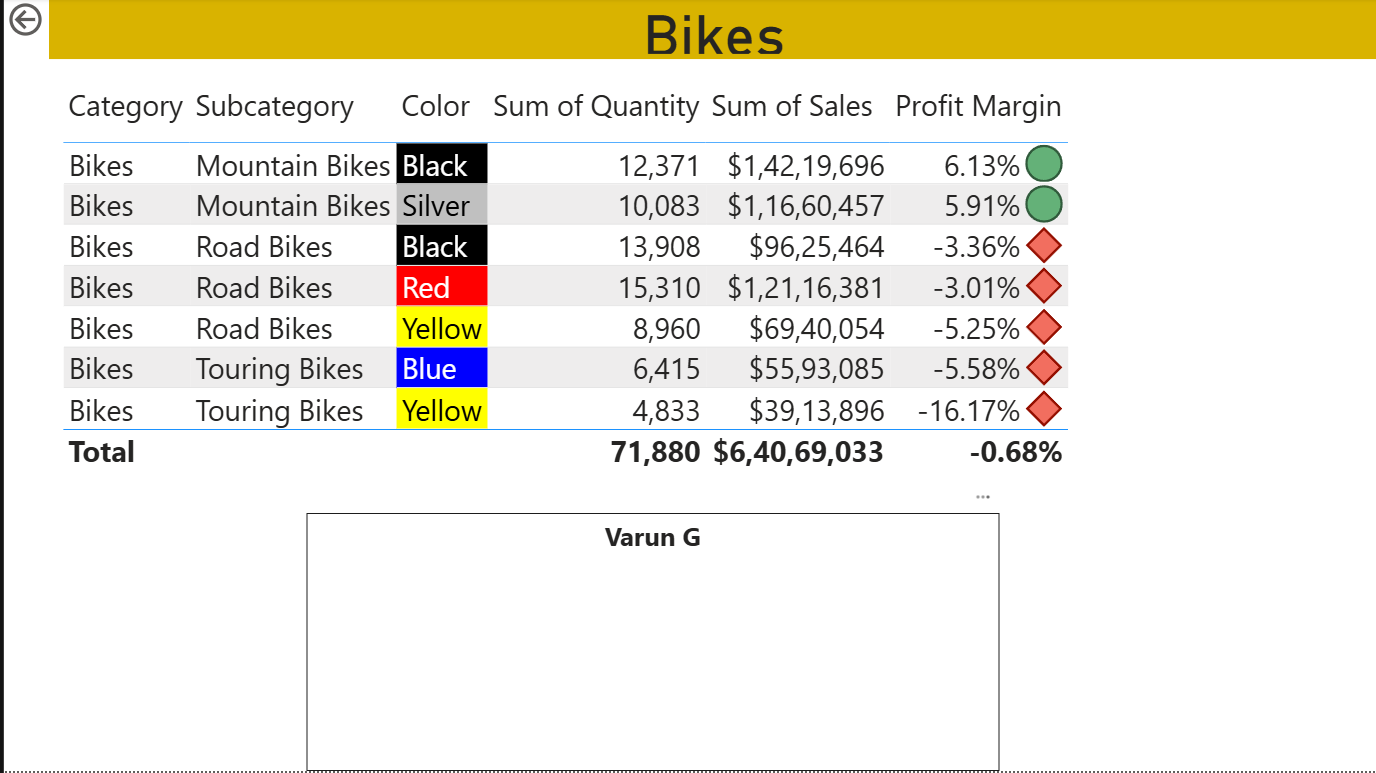 Bikes
Category Subcategory Color Sum of Quantity Sum of Sales Profit Margin
Bikes Mountain Bikes Black 12,371 $1,42,19,696 6.13%
Bikes Mountain Bikes Silver 10,083 $1,16,60,457 5.91%
Bikes Road Bikes Black 13,908 $96,25,464 -3.36%
Bikes Road Bikes Red 15,310 $1,21,16,381 -3.01%
Bikes Road Bikes Yellow 8,960 $69,40,054 -5.25%
Bikes Touring Bikes Blue 6,415 $55,93,085 -5.58%
Bikes Touring Bikes Yellow 4,833 $39,13,896 -16.17%
Total 71,880 $6,40,69,033 -0.68%
Varun G